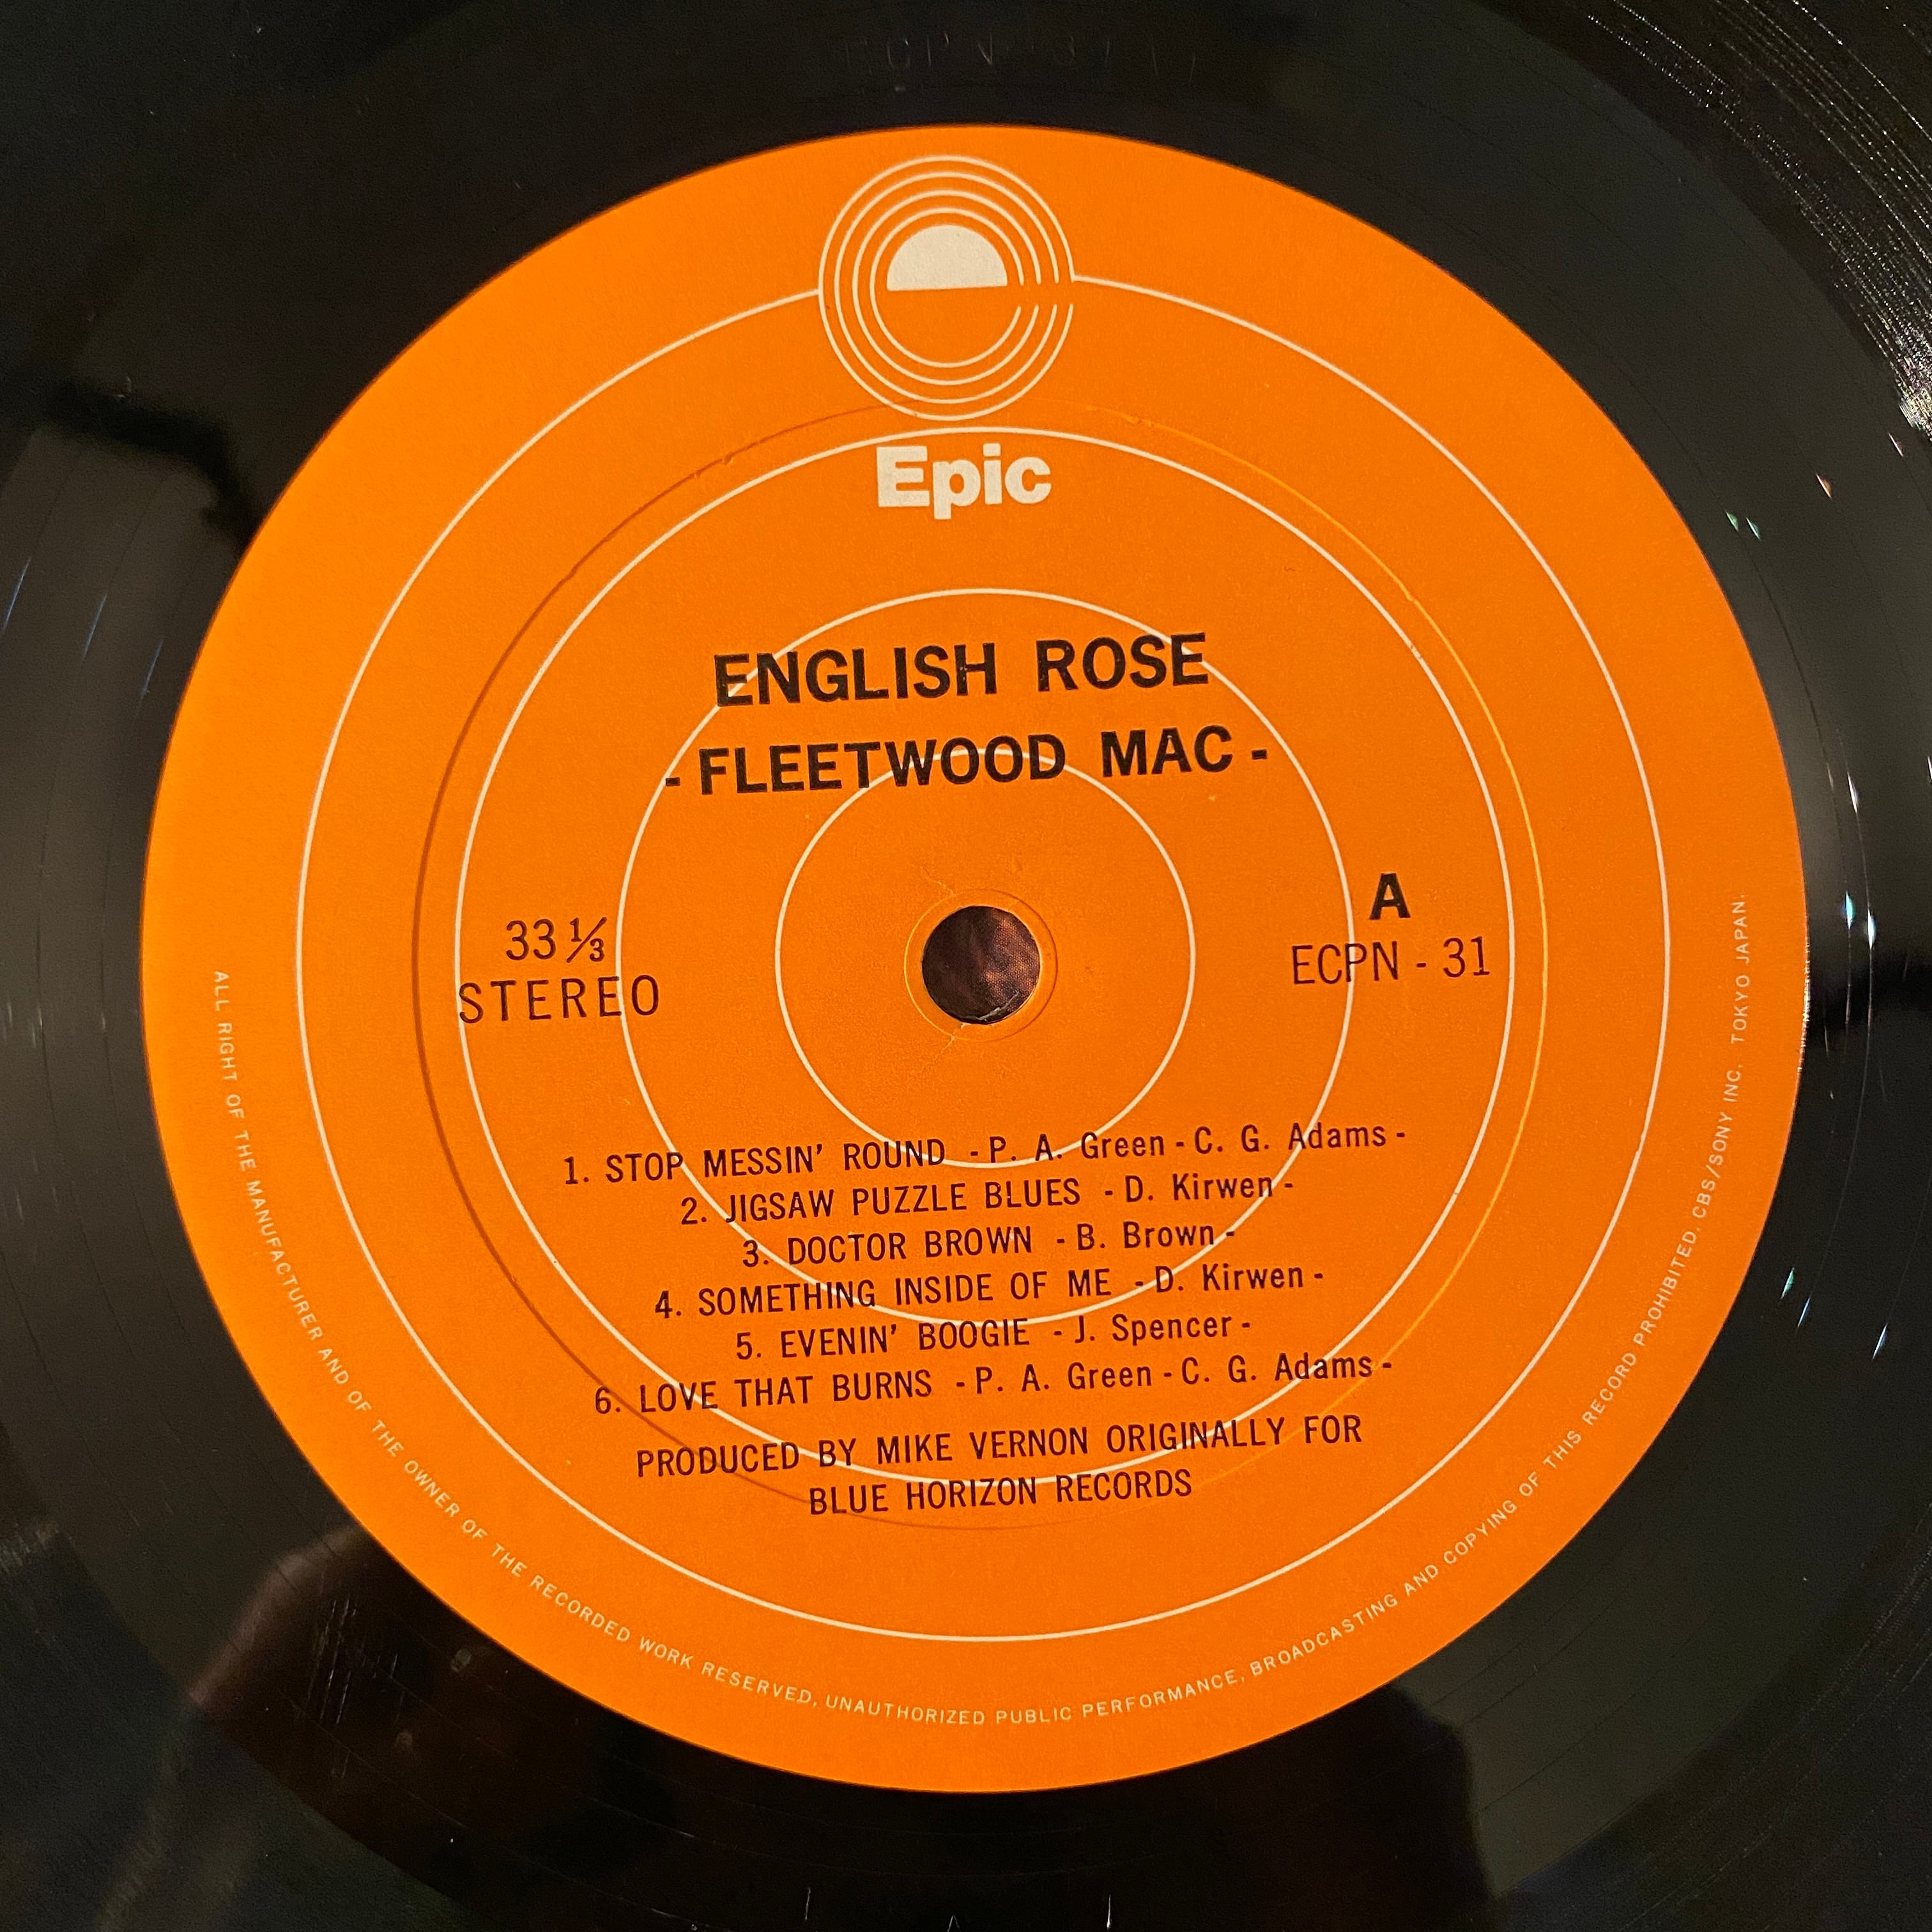 Epic
ENGLISH ROSE
- FLEETWOOD MAC -
33 ⅓
STEREO
A
ECPN - 31
1. STOP MESSIN' ROUND - P. A. Green - C. G. Adams -
2. JIGSAW PUZZLE BLUES - D. Kirwen -
3. DOCTOR BROWN - B. Brown -
4. SOMETHING INSIDE OF ME - D. Kirwen -
5. EVENIN' BOOGIE - J. Spencer -
6. LOVE THAT BURNS - P. A. Green - C. G. Adams -
PRODUCED BY MIKE VERNON ORIGINALLY FOR
BLUE HORIZON RECORDS
ALL RIGHT OF THE MANUFACTURER AND OF THE OWNER OF THE RECORDED WORK RESERVED, UNAUTHORIZED PUBLIC PERFORMANCE, BROADCASTING AND COPYING OF THIS RECORD PROHIBITED. CBS/SONY INC. TOKYO JAPAN.